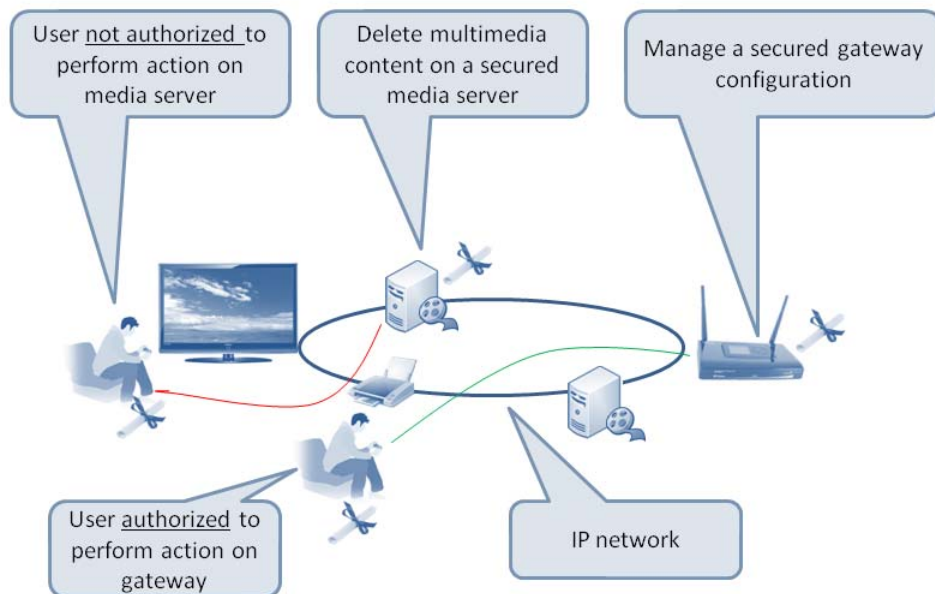 User not authorized to
perform action on
media server
Delete multimedia
content on a secured
media server
Manage a secured gateway
configuration
User authorized to
perform action on
gateway
IP network